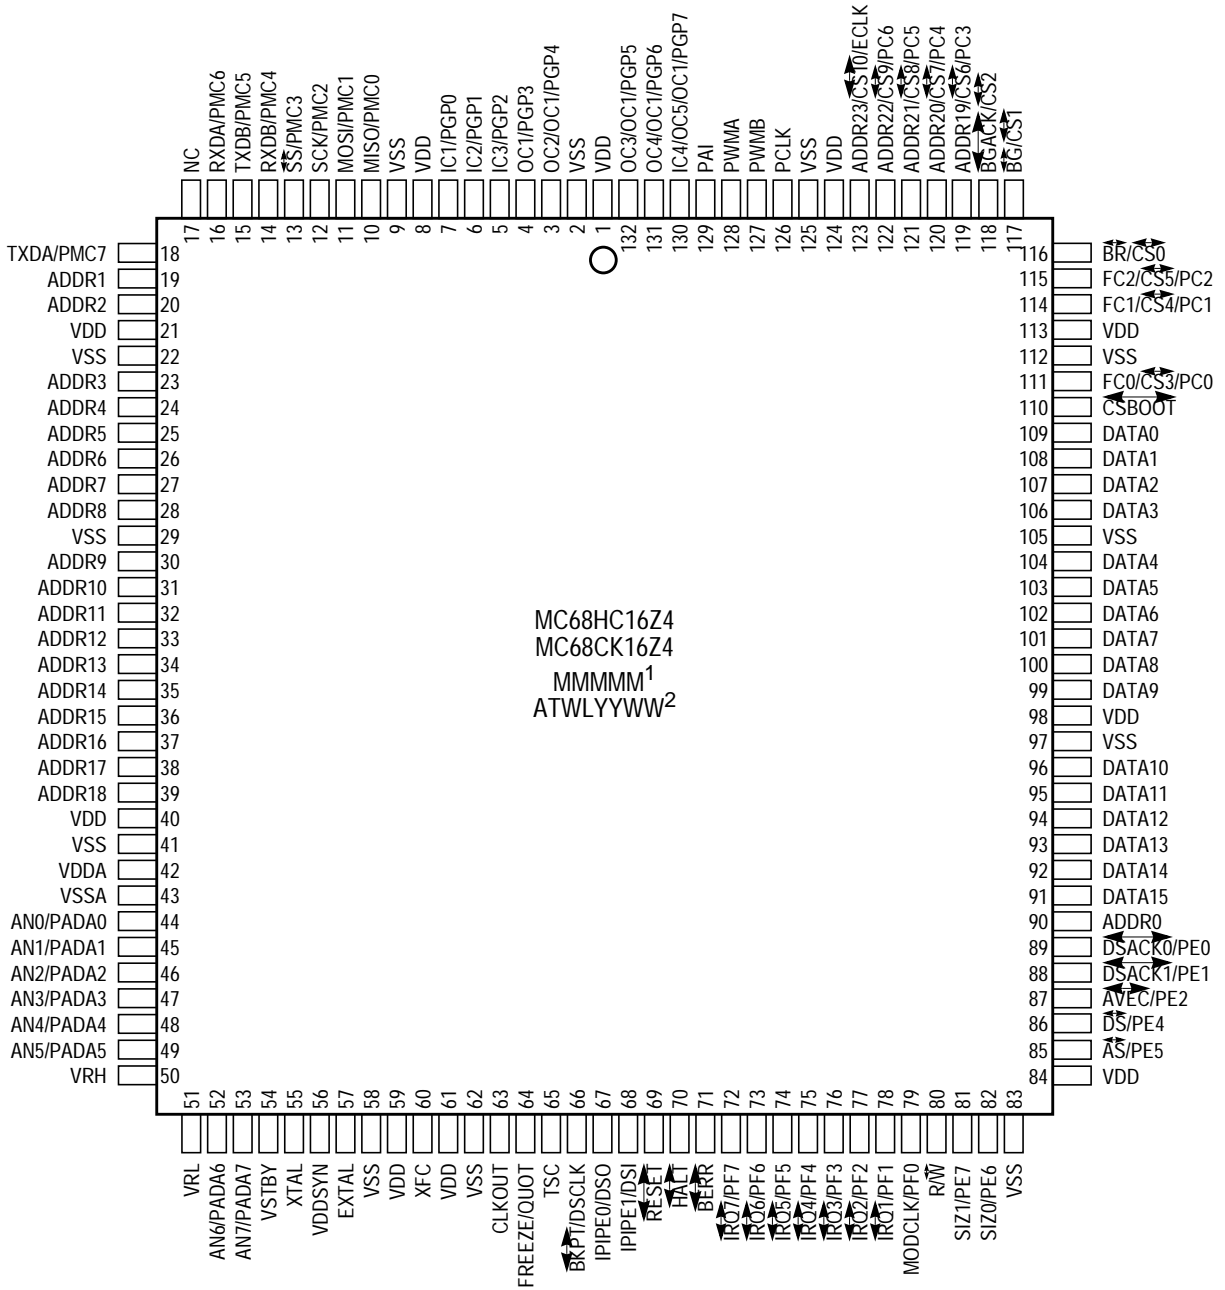 NC
RXDA/PMC6
TXDB/PMC5
RXDB/PMC4
SS/PMC3
SCK/PMC2
MOSI/PMC1
MISO/PMC0
VSS
VDD
IC1/PGP0
IC2/PGP1
IC3/PGP2
OC1/PGP3
OC2/OC1/PGP4
VSS
VDD
OC3/OC1/PGP5
OC4/OC1/PGP6
IC4/OC5/OC1/PGP7
PAI
PWMA
PWMB
PCLK
VSS
VDD
ADDR23/CS10/ECLK
ADDR22/CS9/PC6
ADDR21/CS8/PC5
ADDR20/CS7/PC4
ADDR19/CS6/PC3
BGACK/CS2
BG/CS1
17 16 15 14 13 12 11 10 9 8 7 6 5 4 3 2 1 132 131 130 129 128 127 126 125 124 123 122 121 120 119 118 117
TXDA/PMC7 18
ADDR1 19
ADDR2 20
VDD 21
VSS 22
ADDR3 23
ADDR4 24
ADDR5 25
ADDR6 26
ADDR7 27
ADDR8 28
VSS 29
ADDR9 30
ADDR10 31
ADDR11 32
ADDR12 33
ADDR13 34
ADDR14 35
ADDR15 36
ADDR16 37
ADDR17 38
ADDR18 39
VDD 40
VSS 41
VDDA 42
VSSA 43
AN0/PADA0 44
AN1/PADA1 45
AN2/PADA2 46
AN3/PADA3 47
AN4/PADA4 48
AN5/PADA5 49
VRH 50
MC68HC16Z4
MC68CK16Z4
MMMMM1
ATWLYYWW2
116 BR/CS0
115 FC2/CS5/PC2
114 FC1/CS4/PC1
113 VDD
112 VSS
111 FC0/CS3/PC0
110 CSBOOT
109 DATA0
108 DATA1
107 DATA2
106 DATA3
105 VSS
104 DATA4
103 DATA5
102 DATA6
101 DATA7
100 DATA8
99 DATA9
98 VDD
97 VSS
96 DATA10
95 DATA11
94 DATA12
93 DATA13
92 DATA14
91 DATA15
90 ADDR0
89 DSACK0/PE0
88 DSACK1/PE1
87 AVEC/PE2
86 DS/PE4
85 AS/PE5
84 VDD
51 52 53 54 55 56 57 58 59 60 61 62 63 64 65 66 67 68 69 70 71 72 73 74 75 76 77 78 79 80 81 82 83
VRL
AN6/PADA6
AN7/PADA7
VSTBY
XTAL
VDDSYN
EXTAL
VSS
VDD
XFC
VDD
VSS
CLKOUT
FREEZE/QUOT
TSC
BKPT/DSCLK
IPIPE0/DSO
IPIPE1/DSI
RESET
HALT
BERR
IRQ7/PF7
IRQ6/PF6
IRQ5/PF5
IRQ4/PF4
IRQ3/PF3
IRQ2/PF2
IRQ1/PF1
MODCLK/PF0
R/W
SIZ1/PE7
SIZ0/PE6
VSS